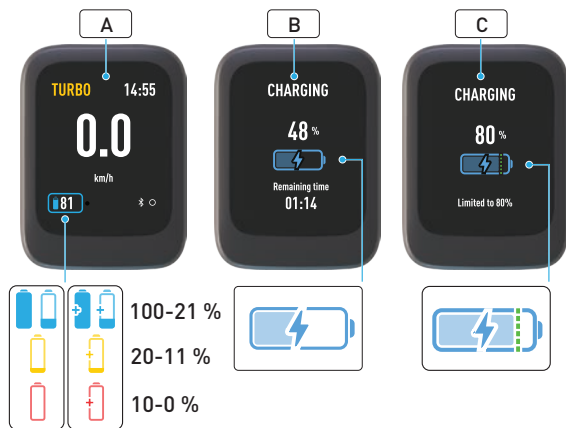 A
B
C
TURBO 14:55
0.0
km/h
81
CHARGING
48 %
Remaining time
01:14
CHARGING
80 %
Limited to 80%
100-21 %
20-11 %
10-0 %